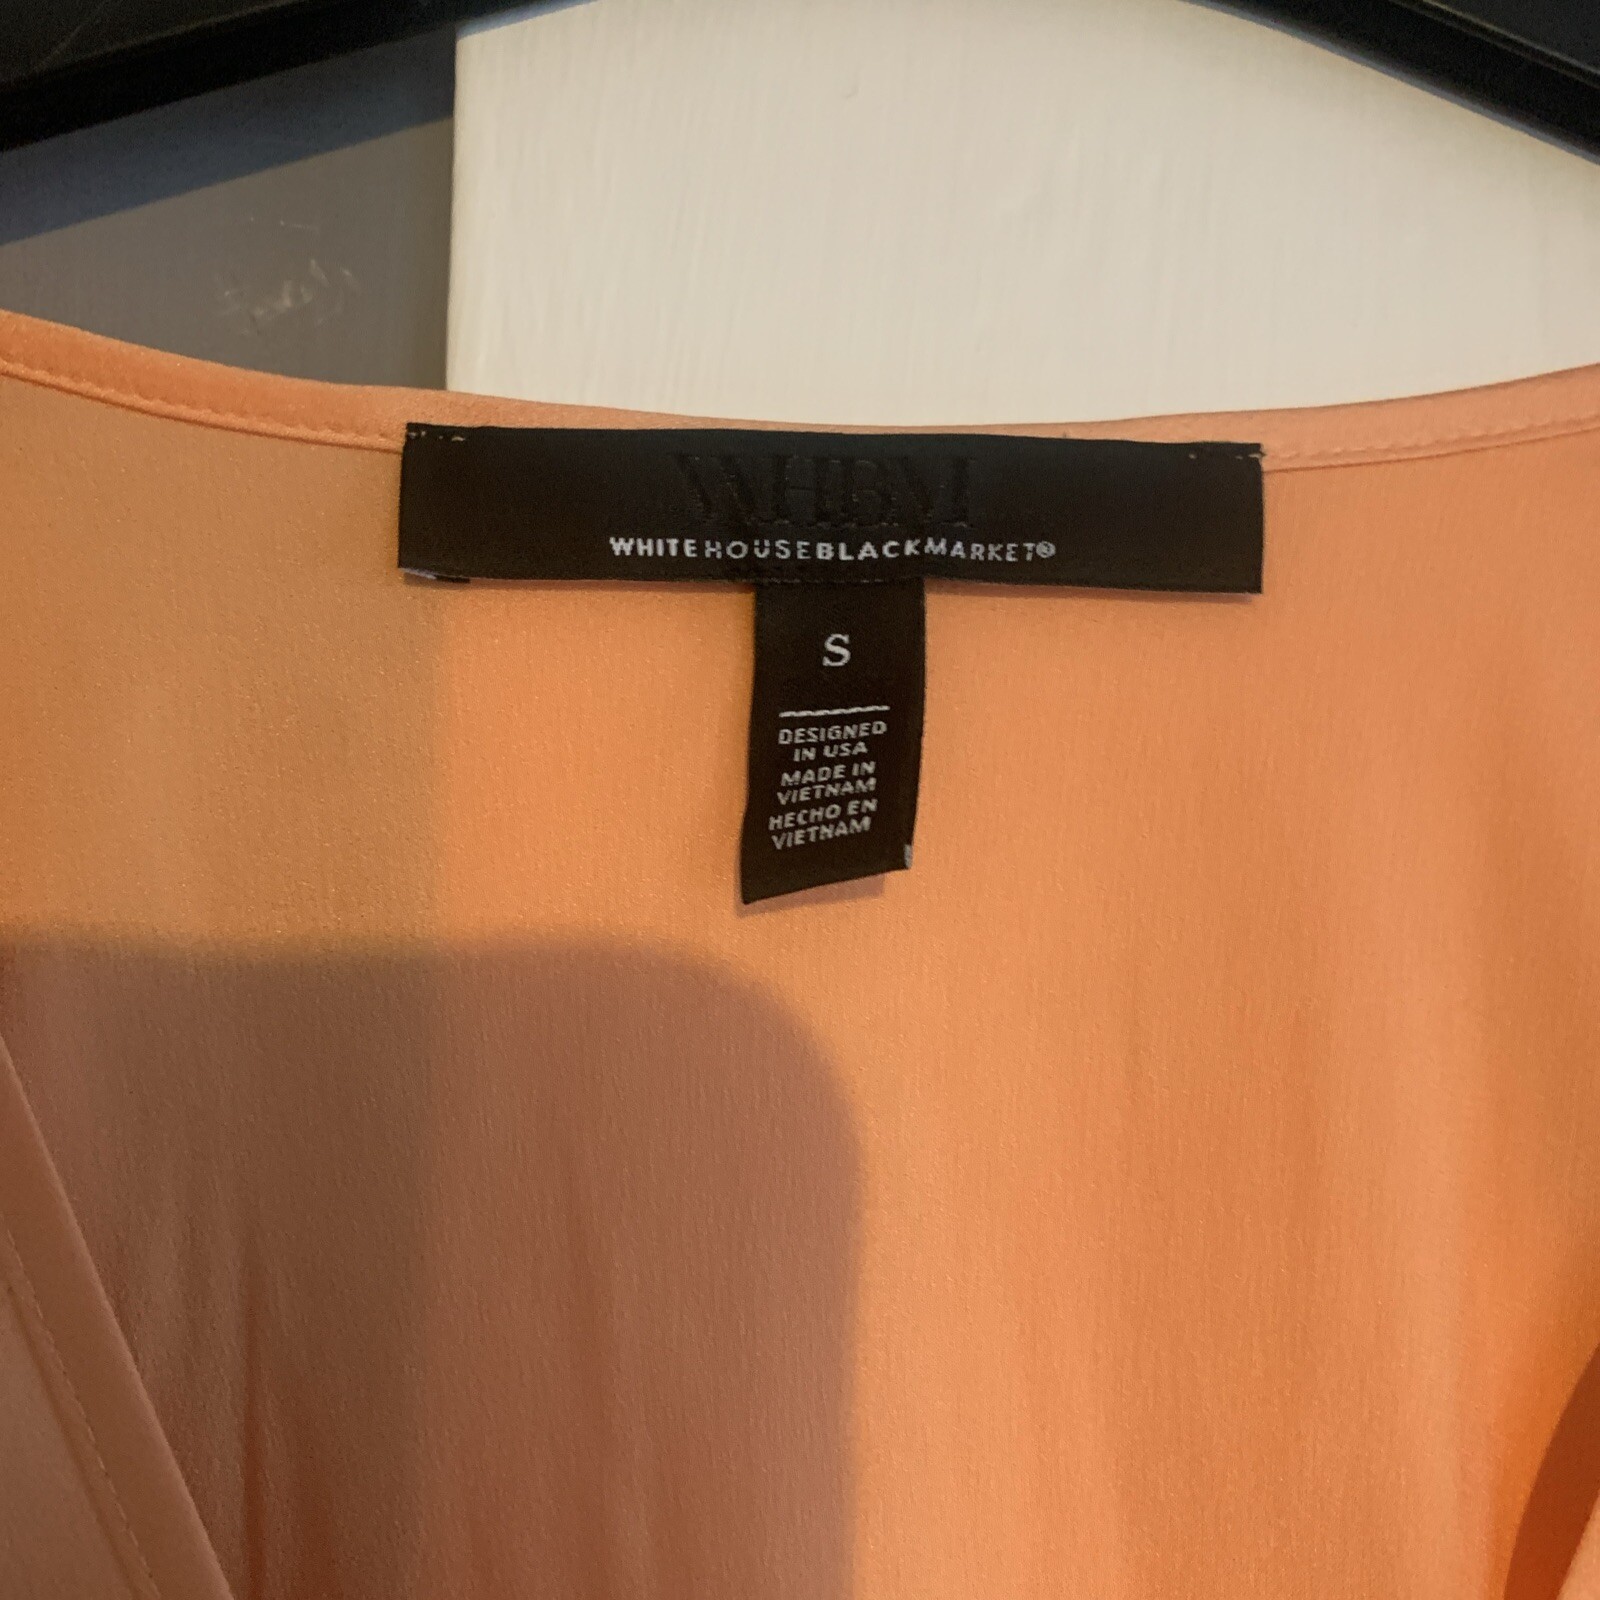 WHBM
WHITEHOUSEBLACKMARKET®
S
DESIGNED
IN USA
MADE IN
VIETNAM
HECHO EN
VIETNAM